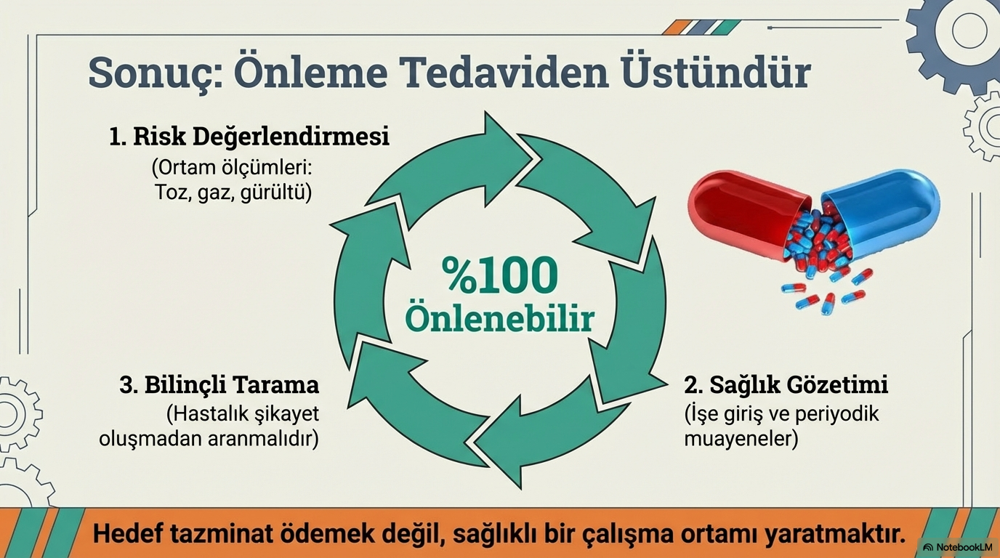 Sonuç: Önleme Tedaviden Üstündür
1. Risk Değerlendirmesi
(Ortam ölçümleri:
Toz, gaz, gürültü)
%100
Önlenebilir
2. Sağlık Gözetimi
(İşe giriş ve periyodik
muayeneler)
3. Bilinçli Tarama
(Hastalık şikayet
oluşmadan aranmalıdır)
Hedef tazminat ödemek değil, sağlıklı bir çalışma ortamı yaratmaktır.
NotebookLM